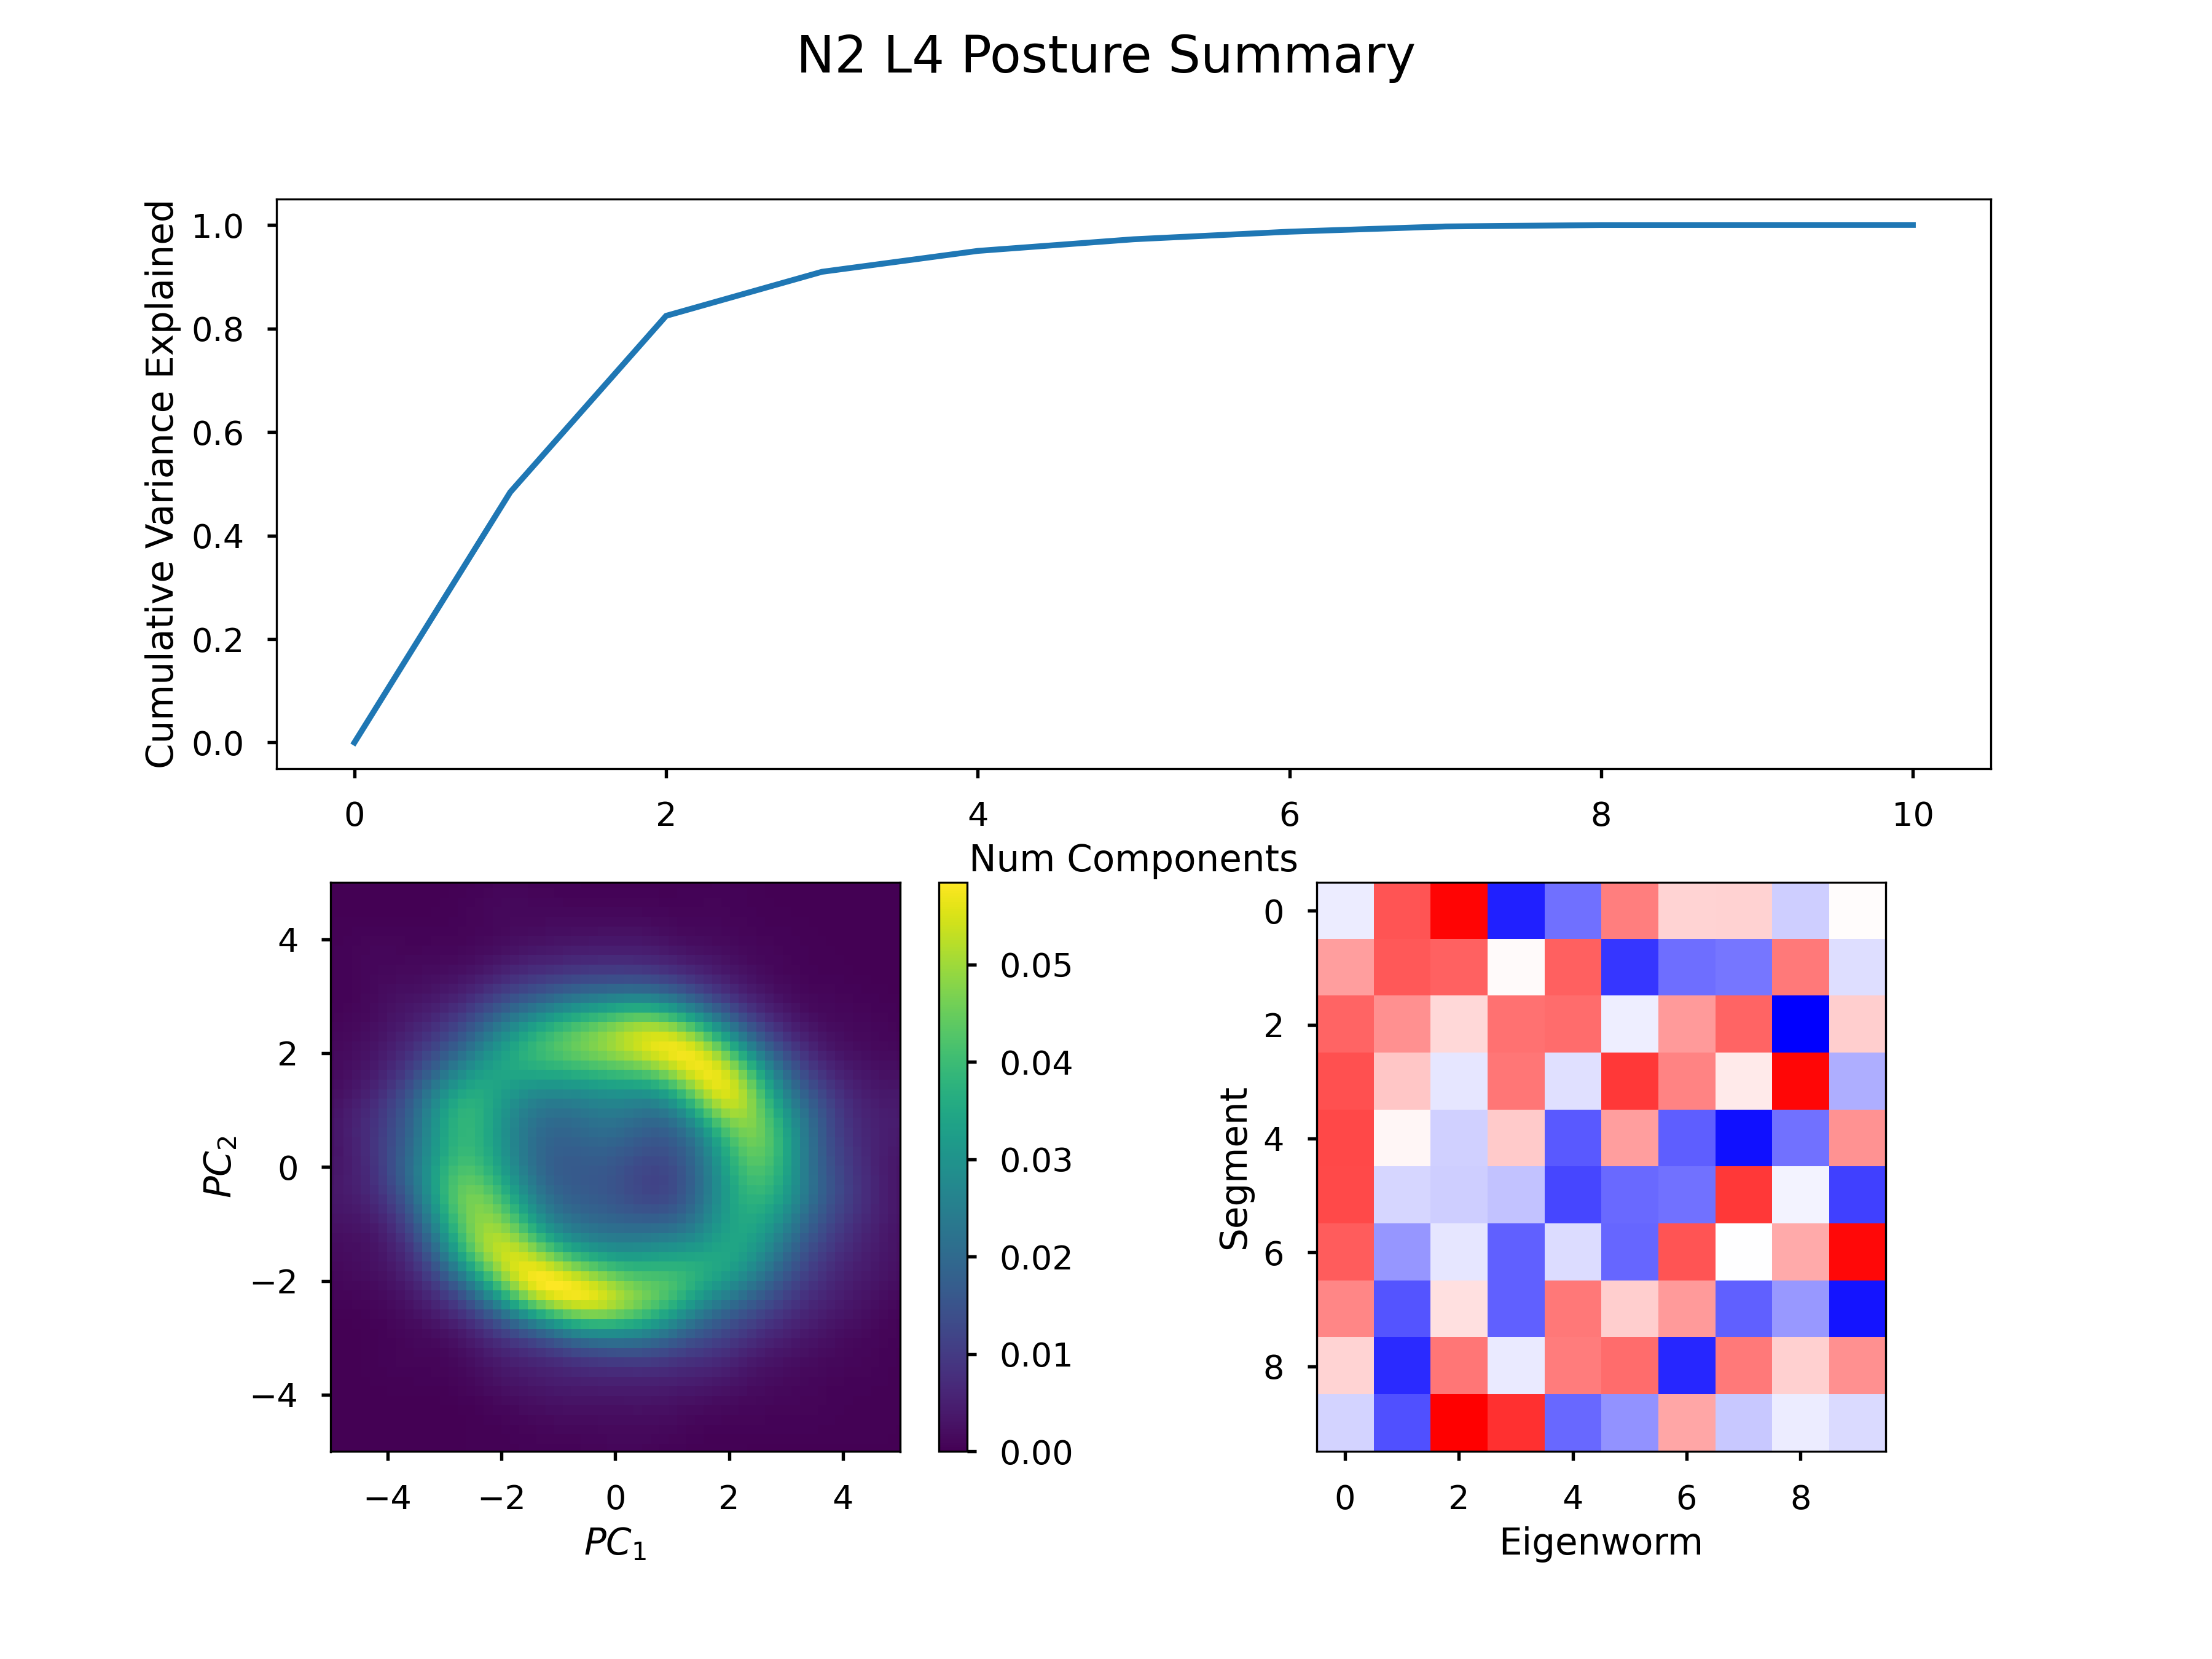 N2 L4 Posture Summary
Cumulative Variance Explained
1.0
0.8
0.6
0.4
0.2
0.0
0 2 4 6 8 10
Num Components
PC2
4
2
0
−2
−4
−4 −2 0 2 4
PC1
0.05
0.04
0.03
0.02
0.01
0.00
Segment
0
2
4
6
8
0 2 4 6 8
Eigenworm